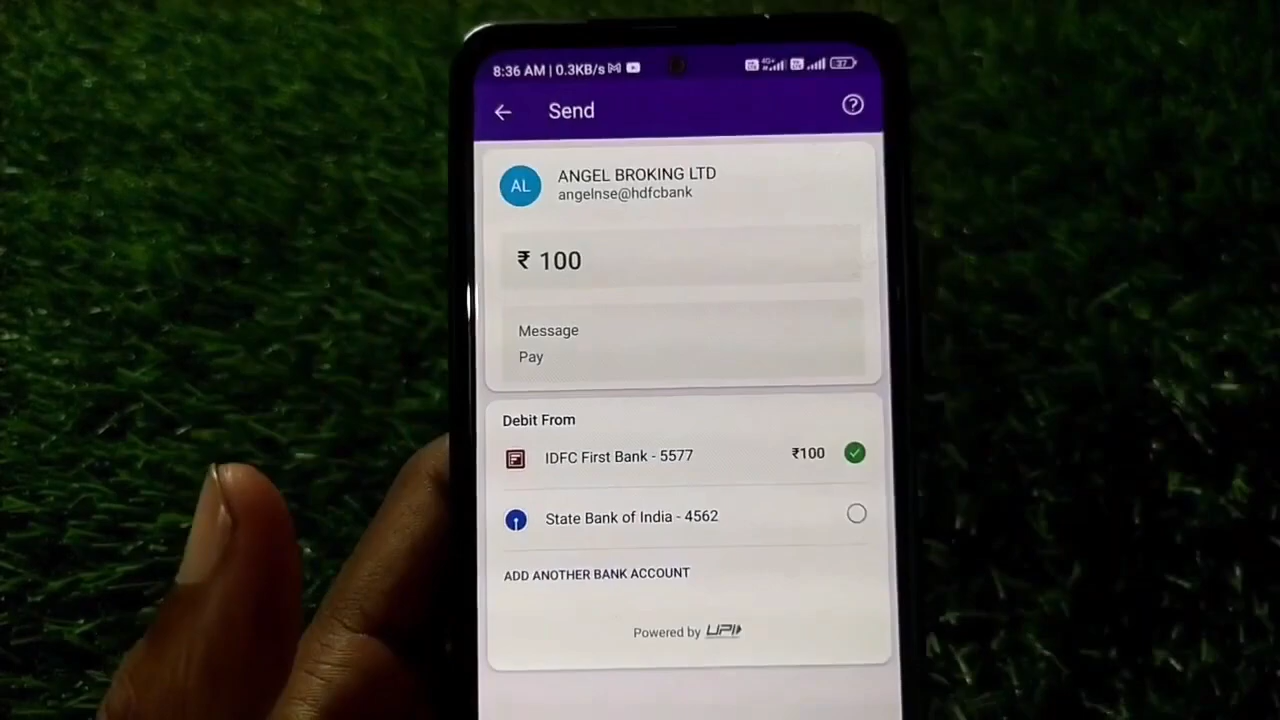 8:36 AM | 0.3KB/s
37
Send
AL
ANGEL BROKING LTD
angelnse@hdfcbank
₹ 100
Message
Pay
Debit From
IDFC First Bank - 5577 ₹100
State Bank of India - 4562
ADD ANOTHER BANK ACCOUNT
Powered by UPI